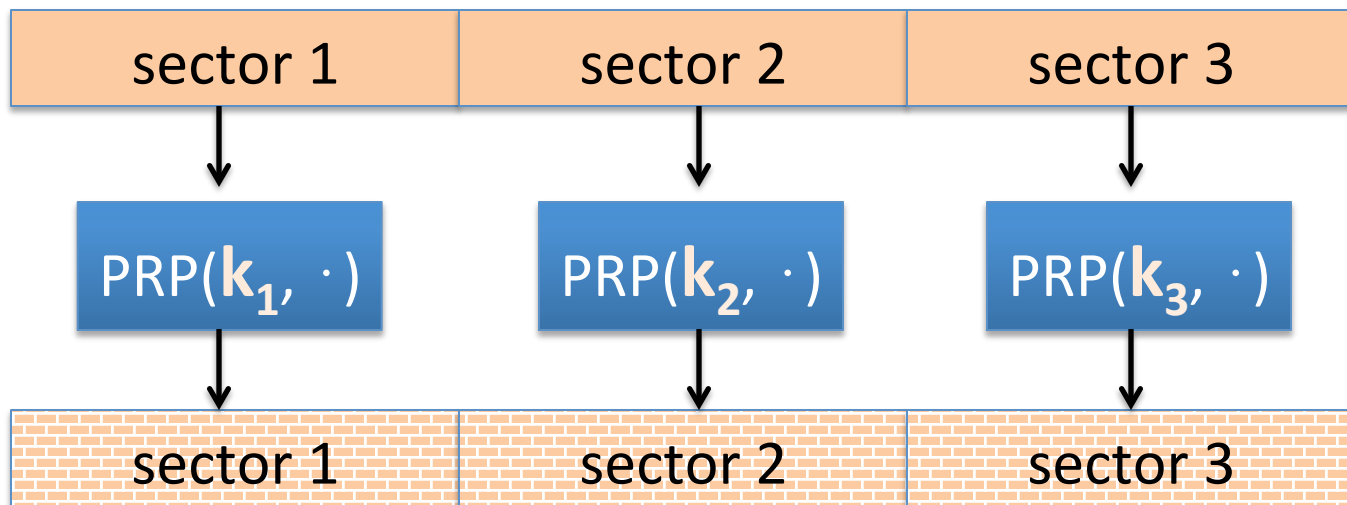 sector 1 sector 2 sector 3
PRP(k₁, ·) PRP(k₂, ·) PRP(k₃, ·)
sector 1 sector 2 sector 3